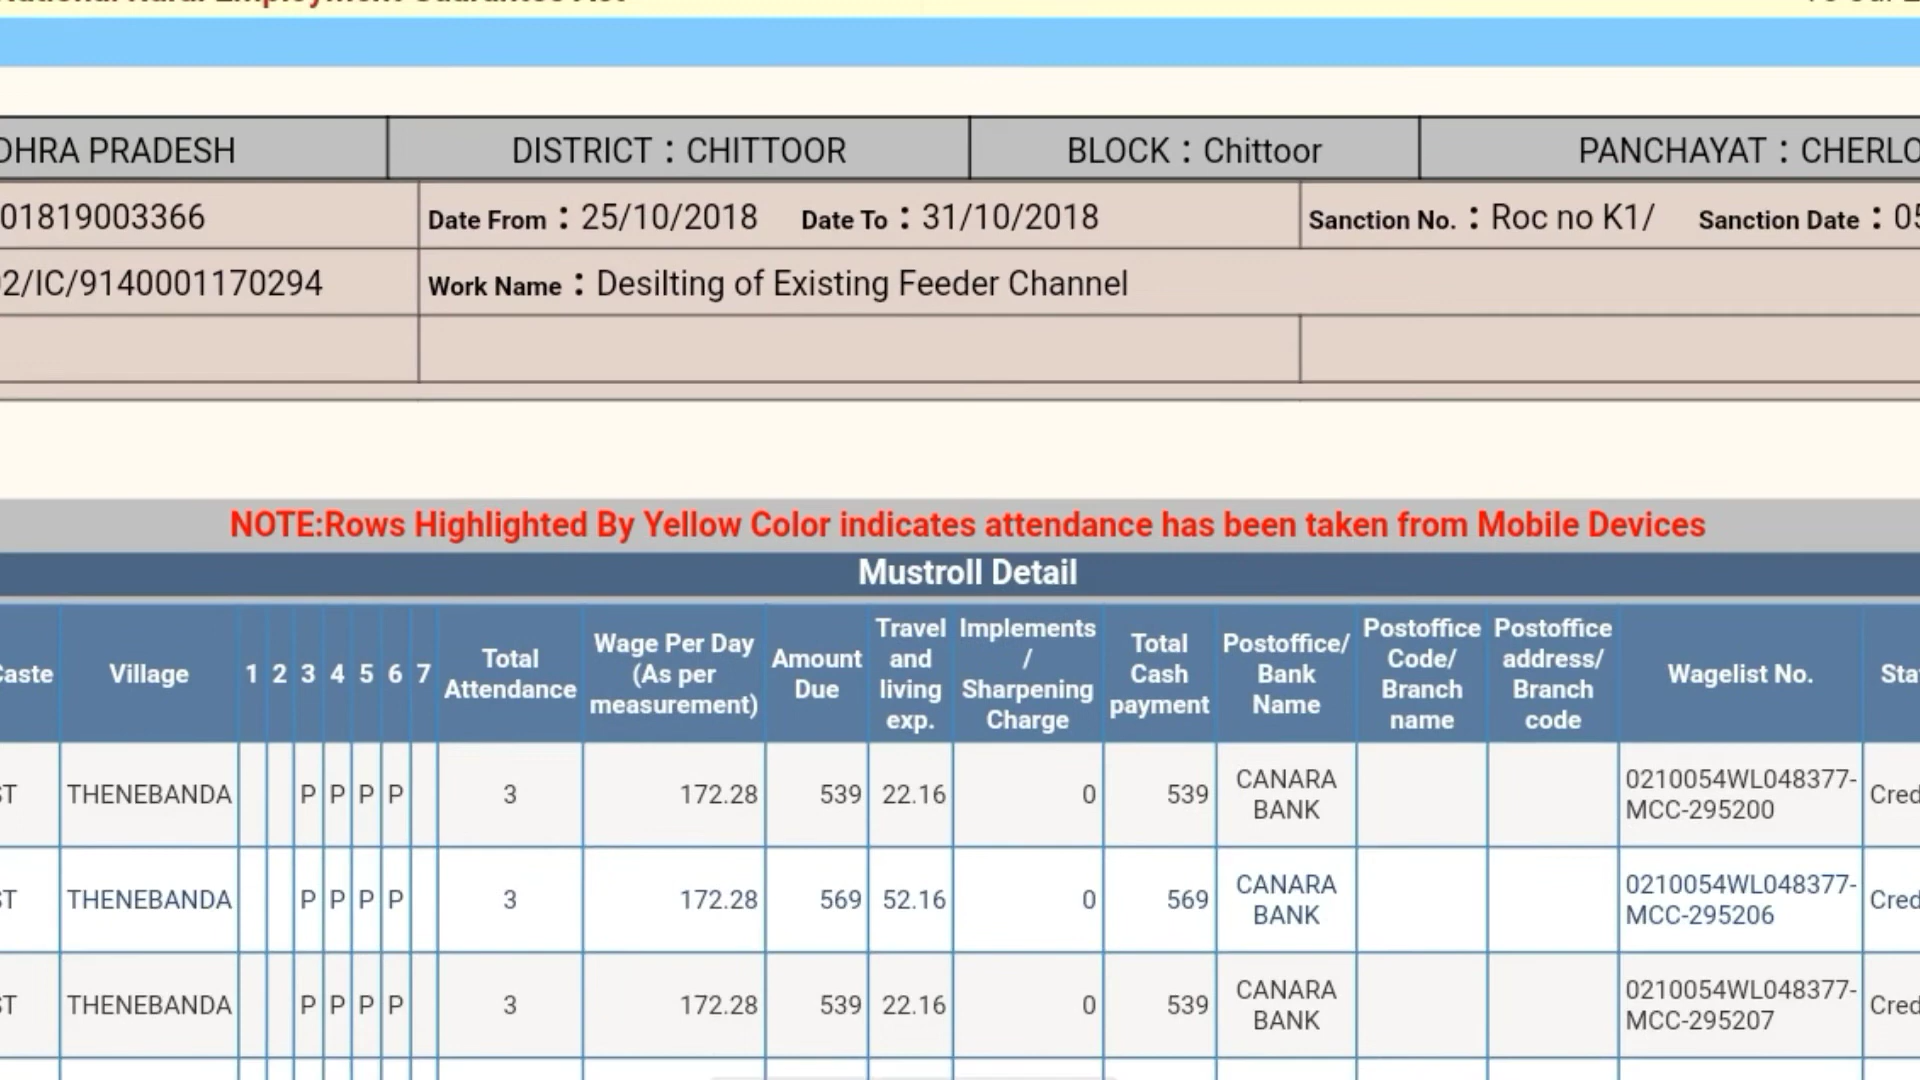 DHRA PRADESH DISTRICT : CHITTOOR BLOCK : Chittoor PANCHAYAT : CHERLO
01819003366 Date From : 25/10/2018 Date To : 31/10/2018 Sanction No. : Roc no K1/ Sanction Date : 05
2/IC/9140001170294 Work Name : Desilting of Existing Feeder Channel
NOTE:Rows Highlighted By Yellow Color indicates attendance has been taken from Mobile Devices
Mustroll Detail
Caste Village 1 2 3 4 5 6 7 Total Attendance Wage Per Day (As per measurement) Amount Due Travel and living exp. Implements / Sharpening Charge Total Cash payment Postoffice/ Bank Name Postoffice Code/ Branch name Postoffice address/ Branch code Wagelist No. Sta
ST THENEBANDA P P P P 3 172.28 539 22.16 0 539 CANARA BANK 0210054WL048377-MCC-295200 Cred
ST THENEBANDA P P P P 3 172.28 569 52.16 0 569 CANARA BANK 0210054WL048377-MCC-295206 Cred
ST THENEBANDA P P P P 3 172.28 539 22.16 0 539 CANARA BANK 0210054WL048377-MCC-295207 Cred